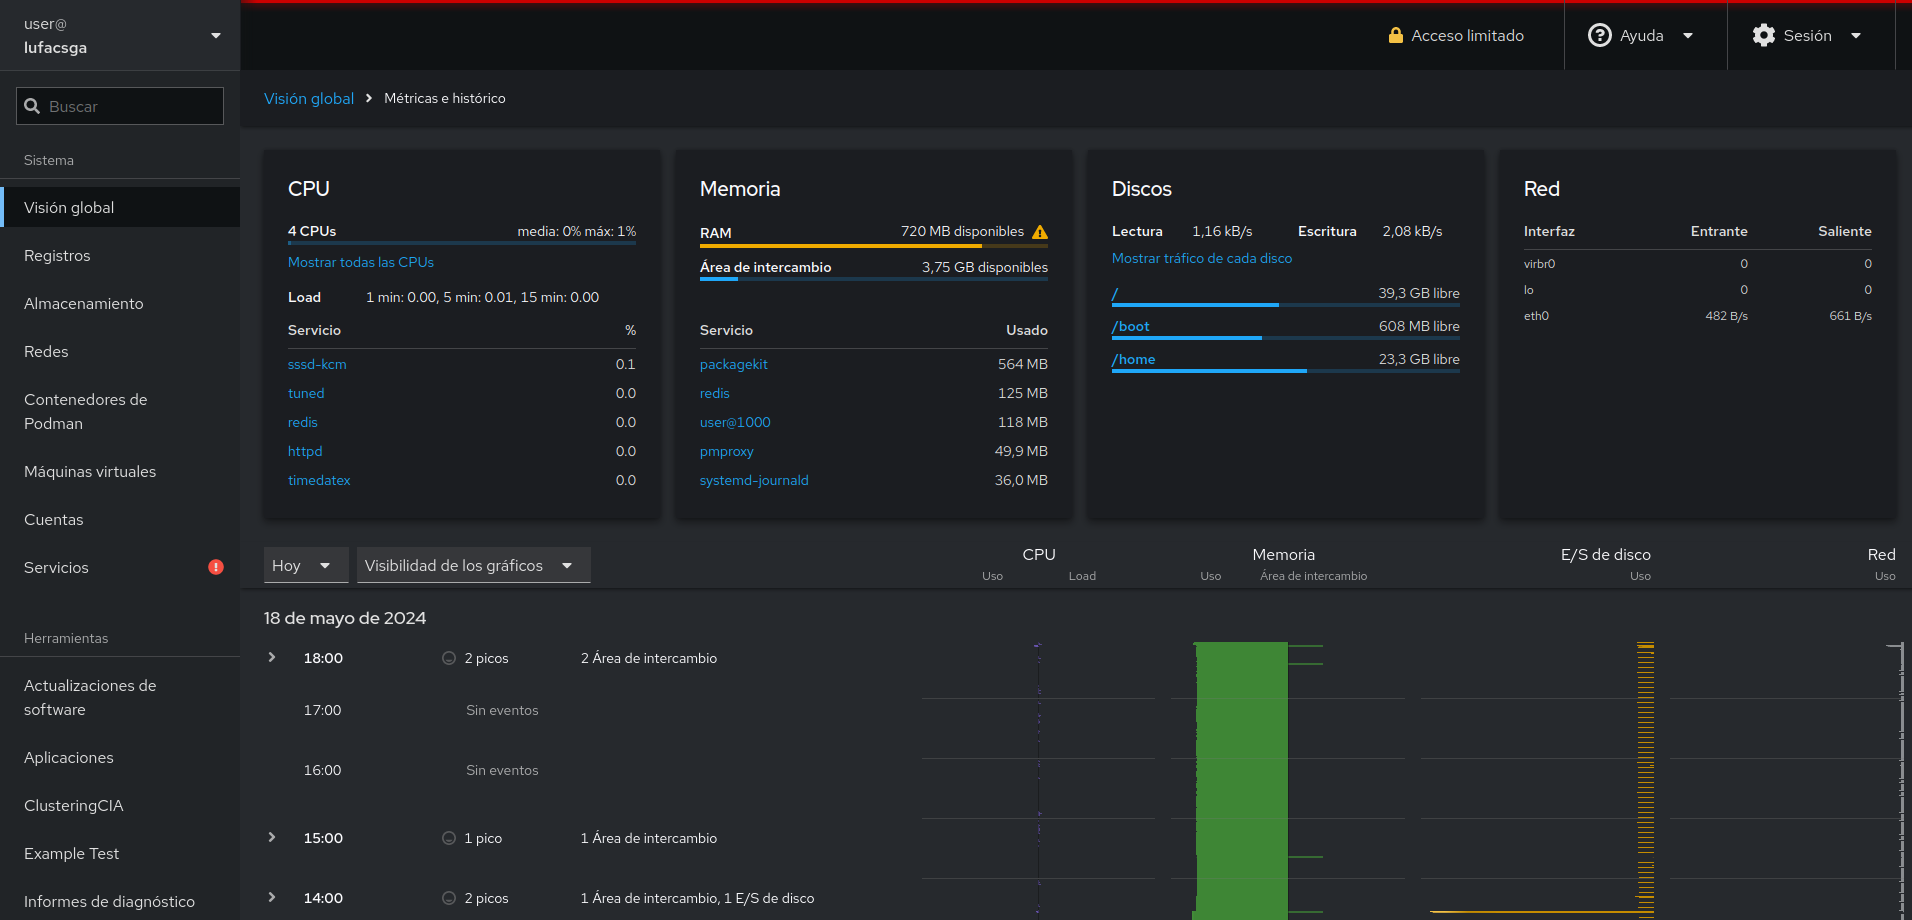 user@
lufacsga
Acceso limitado
Ayuda
Sesión
Buscar
Sistema
Visión global
Registros
Almacenamiento
Redes
Contenedores de
Podman
Máquinas virtuales
Cuentas
Servicios
Herramientas
Actualizaciones de
software
Aplicaciones
ClusteringCIA
Example Test
Informes de diagnóstico
Visión global > Métricas e histórico
CPU
4 CPUs media: 0% máx: 1%
Mostrar todas las CPUs
Load 1 min: 0.00, 5 min: 0.01, 15 min: 0.00
Servicio %
sssd-kcm 0.1
tuned 0.0
redis 0.0
httpd 0.0
timedatex 0.0
Memoria
RAM 720 MB disponibles
Área de intercambio 3,75 GB disponibles
Servicio Usado
packagekit 564 MB
redis 125 MB
user@1000 118 MB
pmproxy 49,9 MB
systemd-journald 36,0 MB
Discos
Lectura 1,16 kB/s Escritura 2,08 kB/s
Mostrar tráfico de cada disco
/ 39,3 GB libre
/boot 608 MB libre
/home 23,3 GB libre
Red
Interfaz Entrante Saliente
virbr0 0 0
lo 0 0
eth0 482 B/s 661 B/s
Hoy Visibilidad de los gráficos
CPU Memoria E/S de disco Red
Uso Load Uso Área de intercambio Uso Uso
18 de mayo de 2024
18:00 2 picos 2 Área de intercambio
17:00 Sin eventos
16:00 Sin eventos
15:00 1 pico 1 Área de intercambio
14:00 2 picos 1 Área de intercambio, 1 E/S de disco